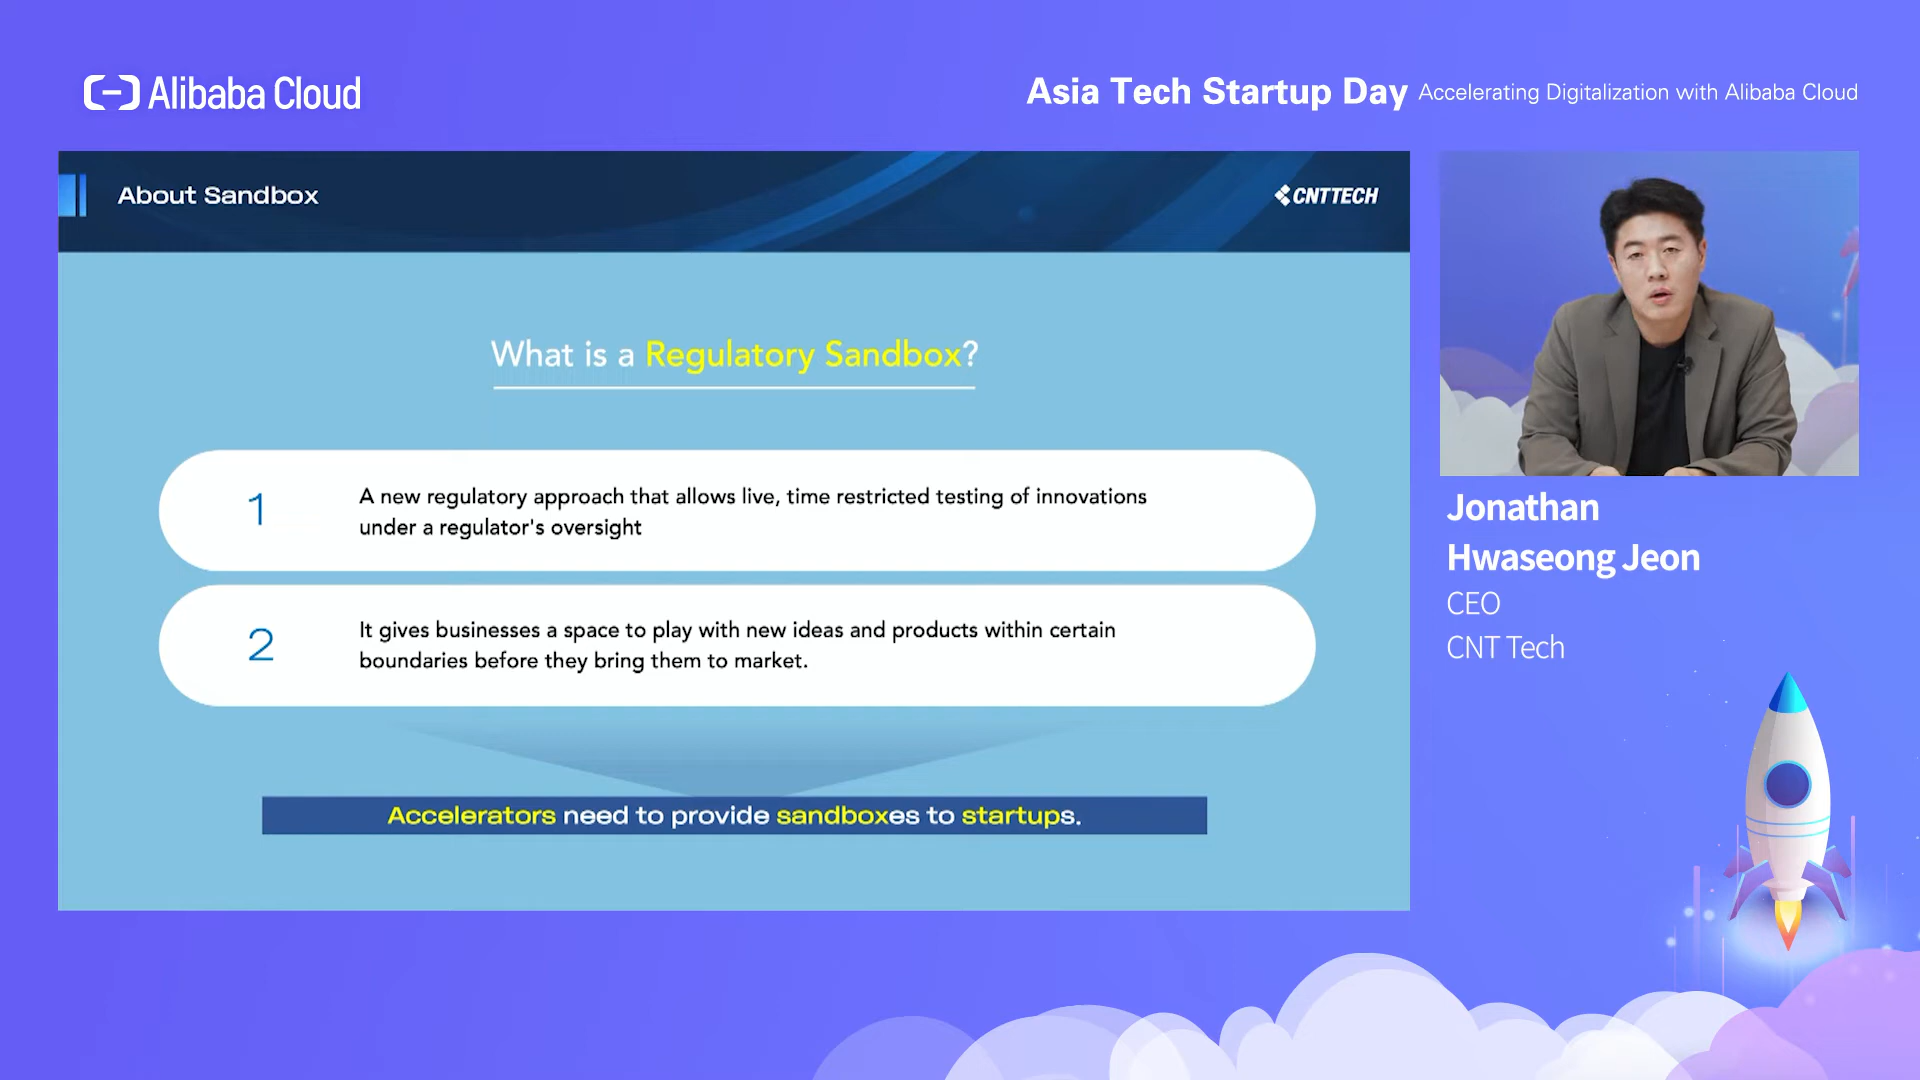 Alibaba Cloud
Asia Tech Startup Day Accelerating Digitalization with Alibaba Cloud
About Sandbox
CNTTECH
What is a Regulatory Sandbox?
1
A new regulatory approach that allows live, time restricted testing of innovations
under a regulator's oversight
2
It gives businesses a space to play with new ideas and products within certain
boundaries before they bring them to market.
Accelerators need to provide sandboxes to startups.
Jonathan
Hwaseong Jeon
CEO
CNT Tech